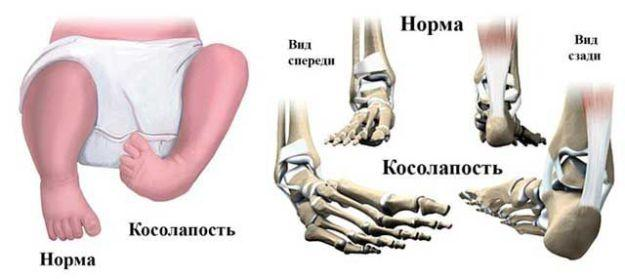 Норма
Косолапость
Норма
Вид
спереди
Вид
сзади
Косолапость